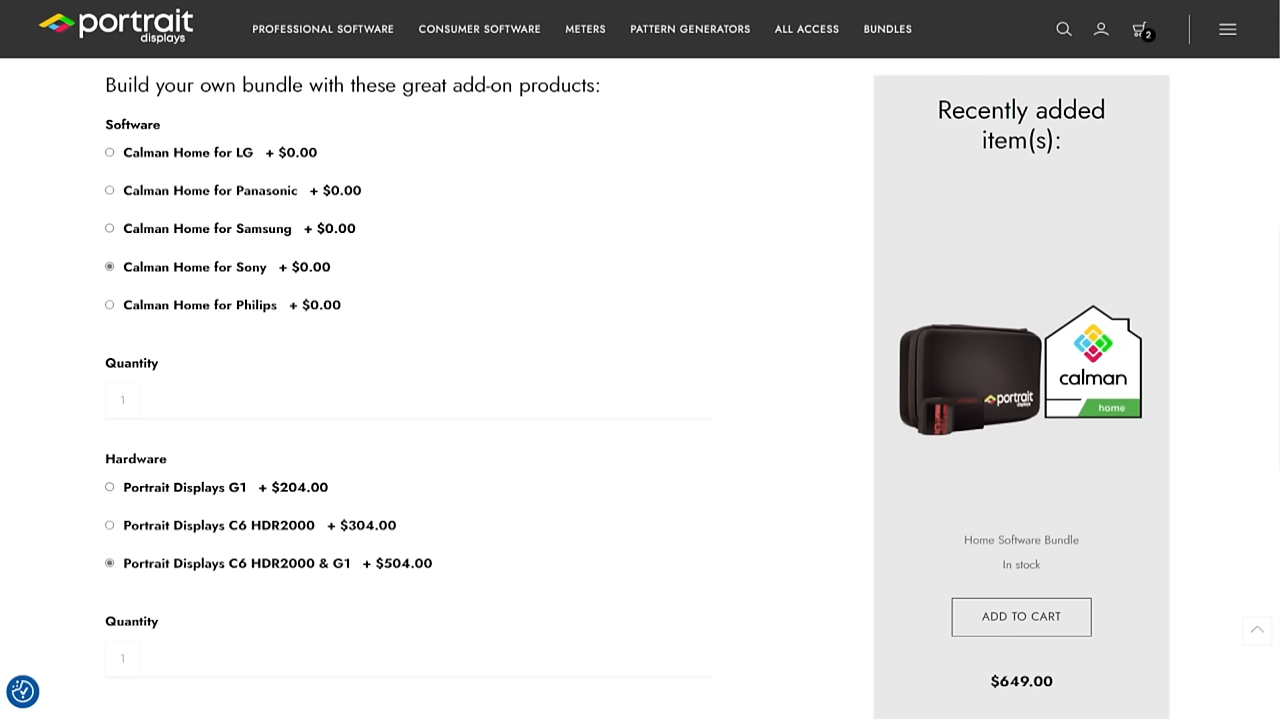 portrait
displays
PROFESSIONAL SOFTWARE
CONSUMER SOFTWARE
METERS
PATTERN GENERATORS
ALL ACCESS
BUNDLES
2
Build your own bundle with these great add-on products:
Software
Calman Home for LG + $0.00
Calman Home for Panasonic + $0.00
Calman Home for Samsung + $0.00
Calman Home for Sony + $0.00
Calman Home for Philips + $0.00
Quantity
1
Hardware
Portrait Displays G1 + $204.00
Portrait Displays C6 HDR2000 + $304.00
Portrait Displays C6 HDR2000 & G1 + $504.00
Quantity
1
Recently added
item(s):
portrait
displays
calman
home
Home Software Bundle
In stock
ADD TO CART
$649.00